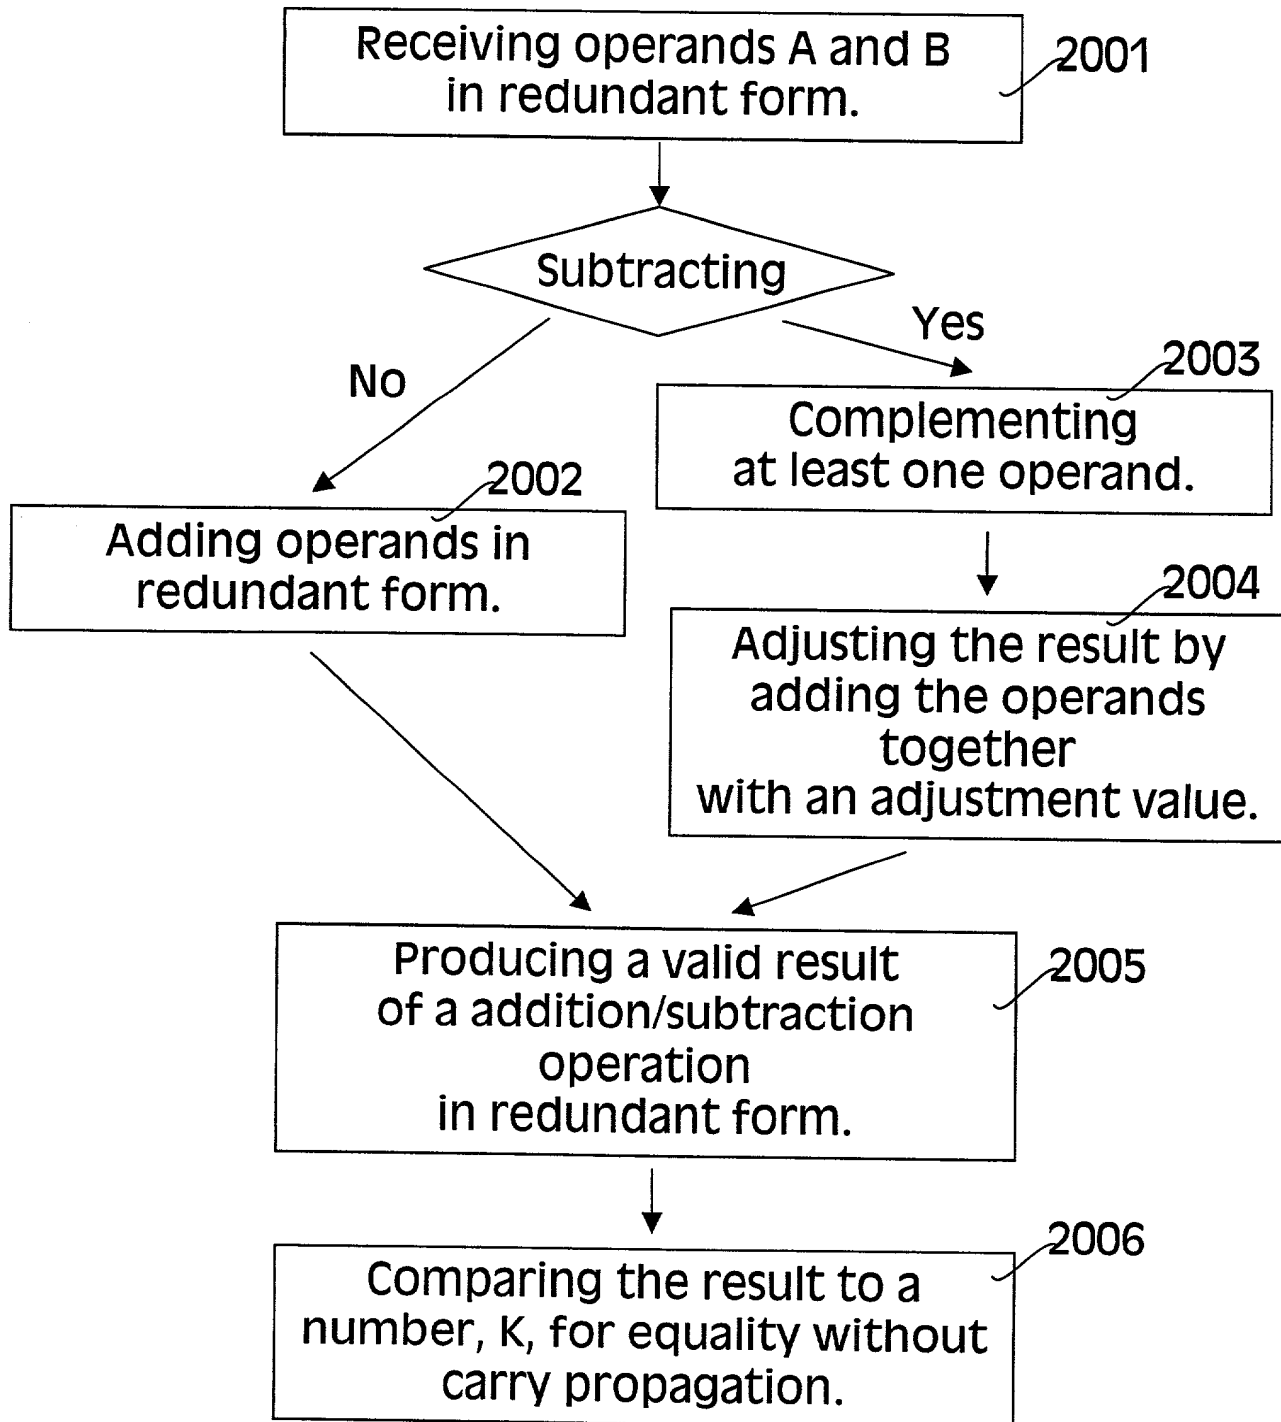 Receiving operands A and B
in redundant form.
2001
Subtracting
Yes
No
2003
Complementing
at least one operand.
2002
Adding operands in
redundant form.
2004
Adjusting the result by
adding the operands
together
with an adjustment value.
Producing a valid result
of a addition/subtraction
operation
in redundant form.
2005
2006
Comparing the result to a
number, K, for equality without
carry propagation.